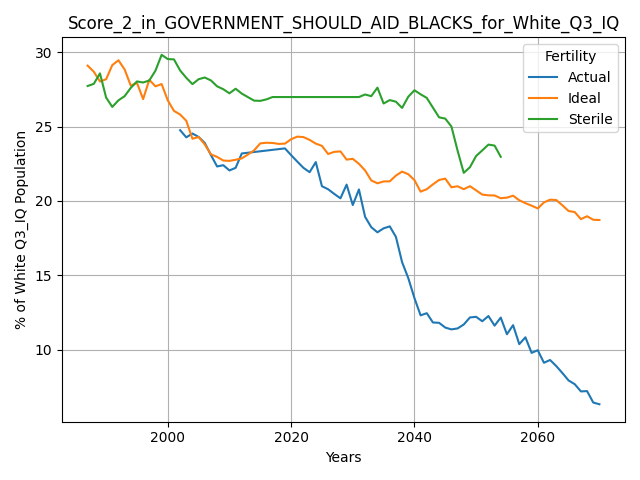 Score_2_in_GOVERNMENT_SHOULD_AID_BLACKS_for_White_Q3_IQ
Fertility
Actual
Ideal
Sterile
% of White Q3_IQ Population
30
25
20
15
10
2000
2020
2040
2060
Years